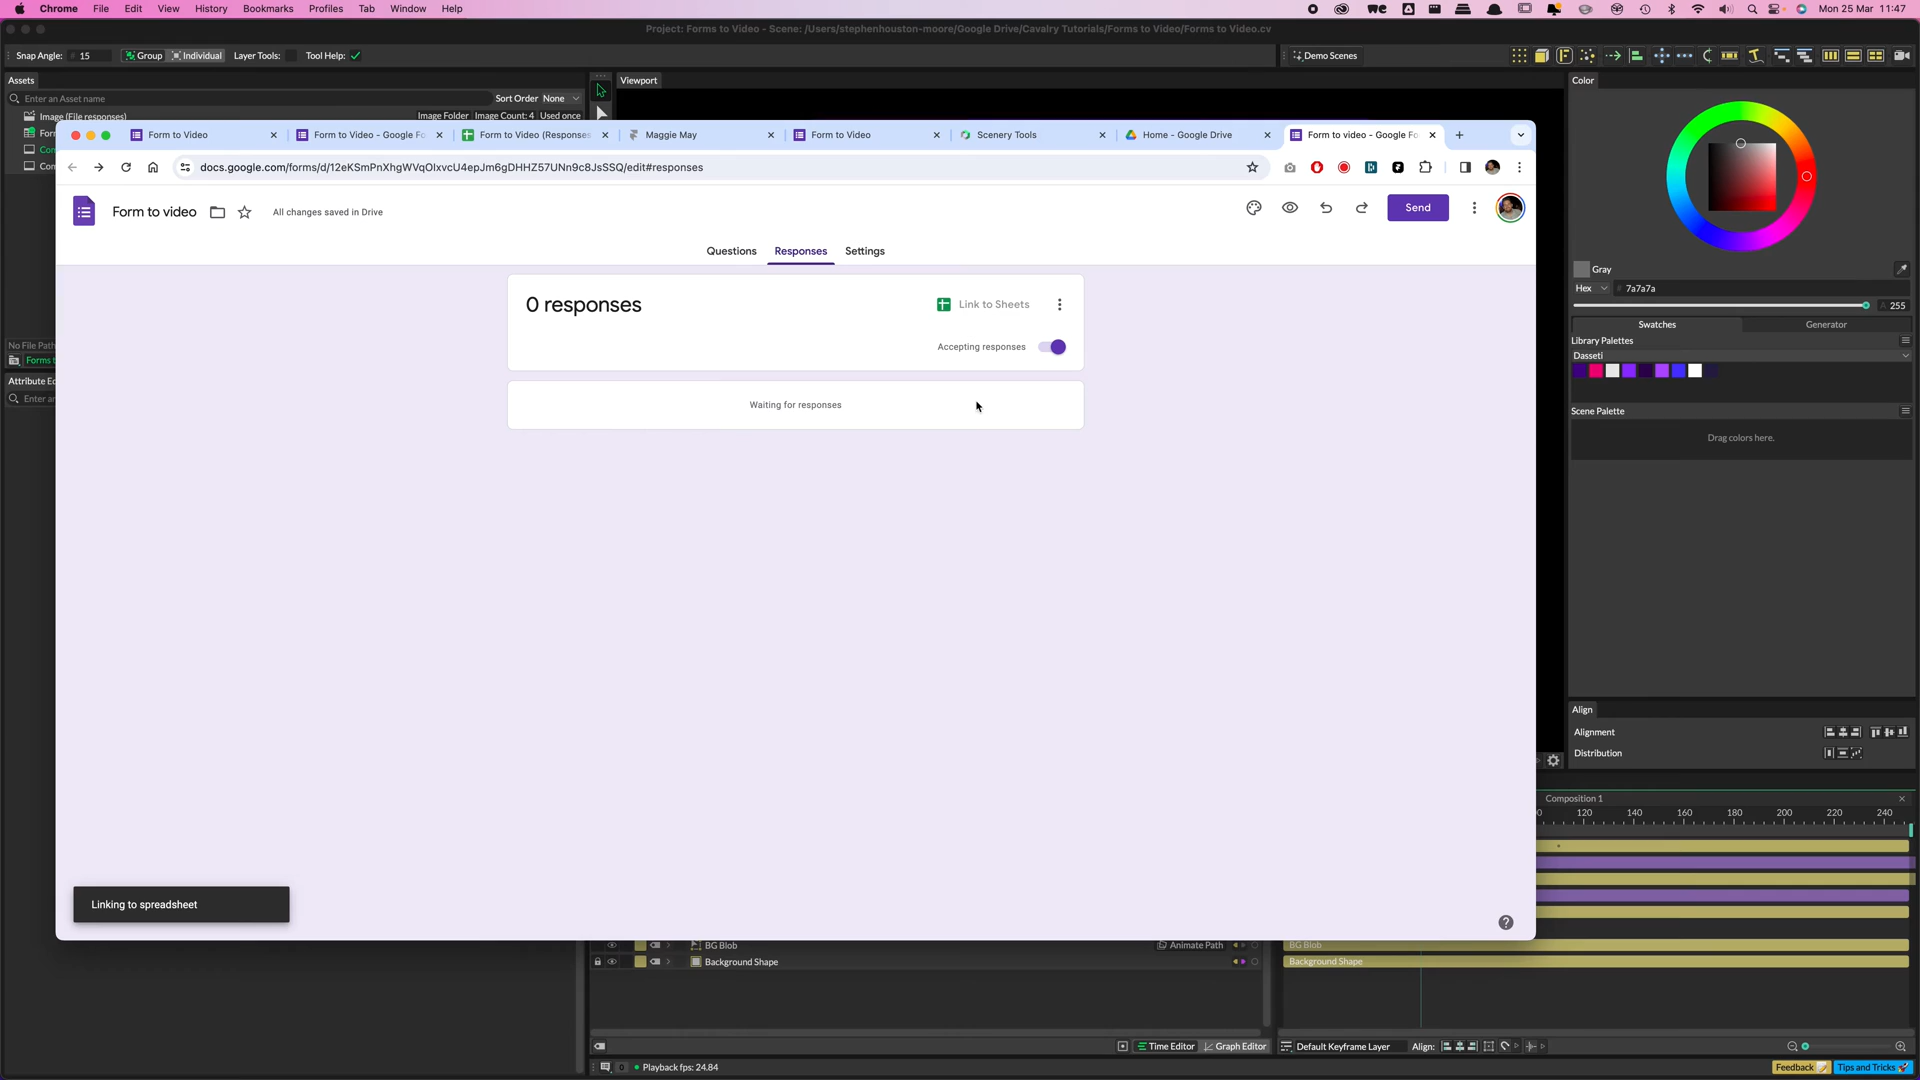 Chrome File Edit View History Bookmarks Profiles Tab Window Help Mon 25 Mar 11:47
Project: Forms to Video - Scene: /Users/stephenhouston-moore/Google Drive/Cavalry Tutorials/Forms to Video/Forms to Video.cv
Snap Angle: 15 Group Individual Layer Tools: Tool Help: Demo Scenes
Assets Viewport Color
Enter an Asset name Sort Order None
Image (File responses) Image Folder Image Count: 4 Used once
Form to Video Form to Video - Google Fo Form to Video (Responses Maggie May Form to Video Scenery Tools Home - Google Drive Form to video - Google Fo
docs.google.com/forms/d/12eKSmPnXhgWVqOlxvcU4epJm6gDHHZ57UNn9c8JsSSQ/edit#responses
Form to video All changes saved in Drive Send
Questions Responses Settings
0 responses Link to Sheets
Accepting responses
Waiting for responses
Linking to spreadsheet
No File Path
Forms t
Attribute Ed
Enter an
Gray
Hex # 7a7a7a
A 255
Swatches Generator
Library Palettes
Dasseti
Scene Palette
Drag colors here.
Align
Alignment
Distribution
Composition 1
120 140 160 180 200 220 240
BG Blob Animate Path BG Blob
Background Shape Background Shape
Time Editor Graph Editor Default Keyframe Layer Align:
0 Playback fps: 24.84 Feedback Tips and Tricks